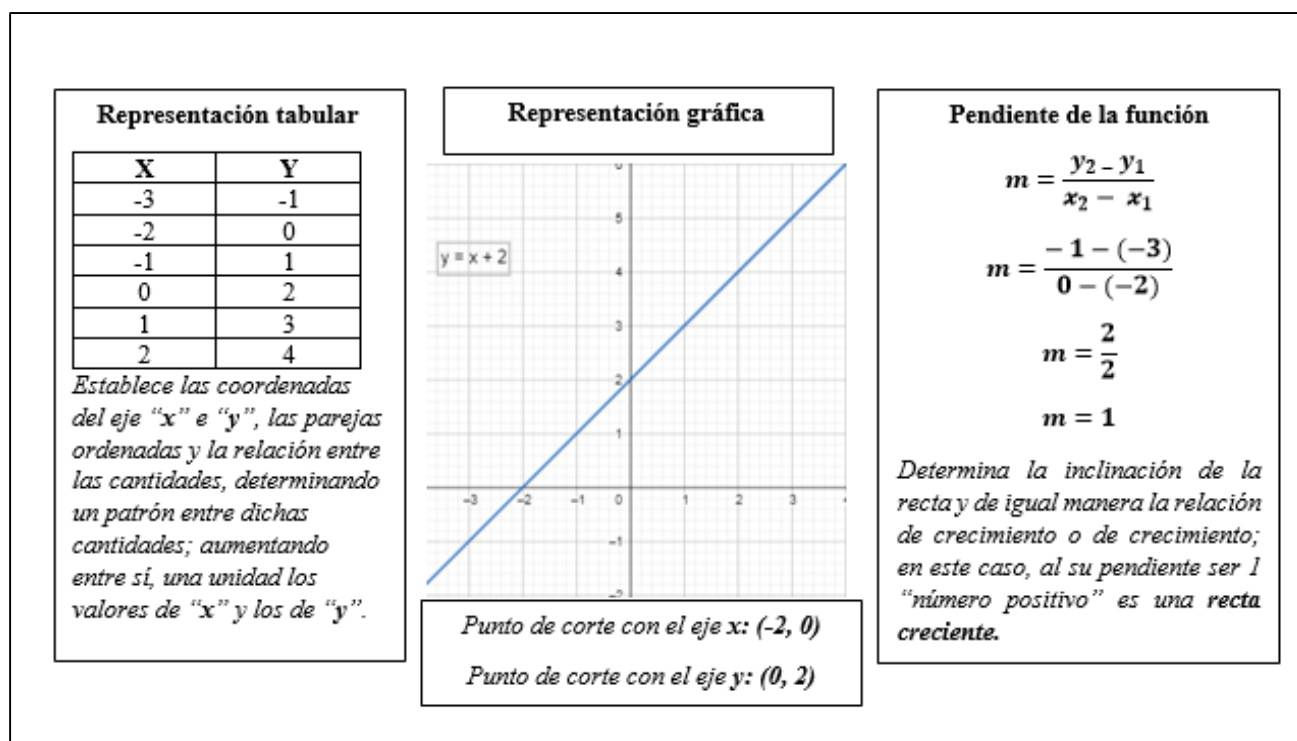 Representación tabular
X Y
-3 -1
-2 0
-1 1
0 2
1 3
2 4
Establece las coordenadas
del eje “x” e “y”, las parejas
ordenadas y la relación entre
las cantidades, determinando
un patrón entre dichas
cantidades; aumentando
entre sí, una unidad los
valores de “x” y los de “y”.
Representación gráfica
y = x + 2
5
4
3
2
1
-3 -2 -1 0 1 2 3
-1
Punto de corte con el eje x: (-2, 0)
Punto de corte con el eje y: (0, 2)
Pendiente de la función
m = (y₂ - y₁) / (x₂ - x₁)
m = (-1 - (-3)) / (0 - (-2))
m = 2/2
m = 1
Determina la inclinación de la
recta y de igual manera la relación
de crecimiento o de crecimiento;
en este caso, al su pendiente ser 1
“número positivo” es una recta
creciente.